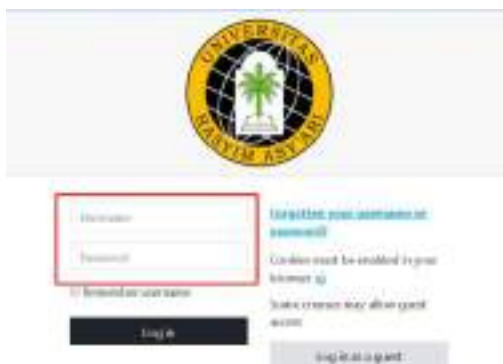 UNIVERSITAS
HASYIM ASY'ARI
Username
Password
Remember username
Log in
Forgotten your username or
password?
Cookies must be enabled in your
browser
Some courses may allow guest
access
Log in as a guest